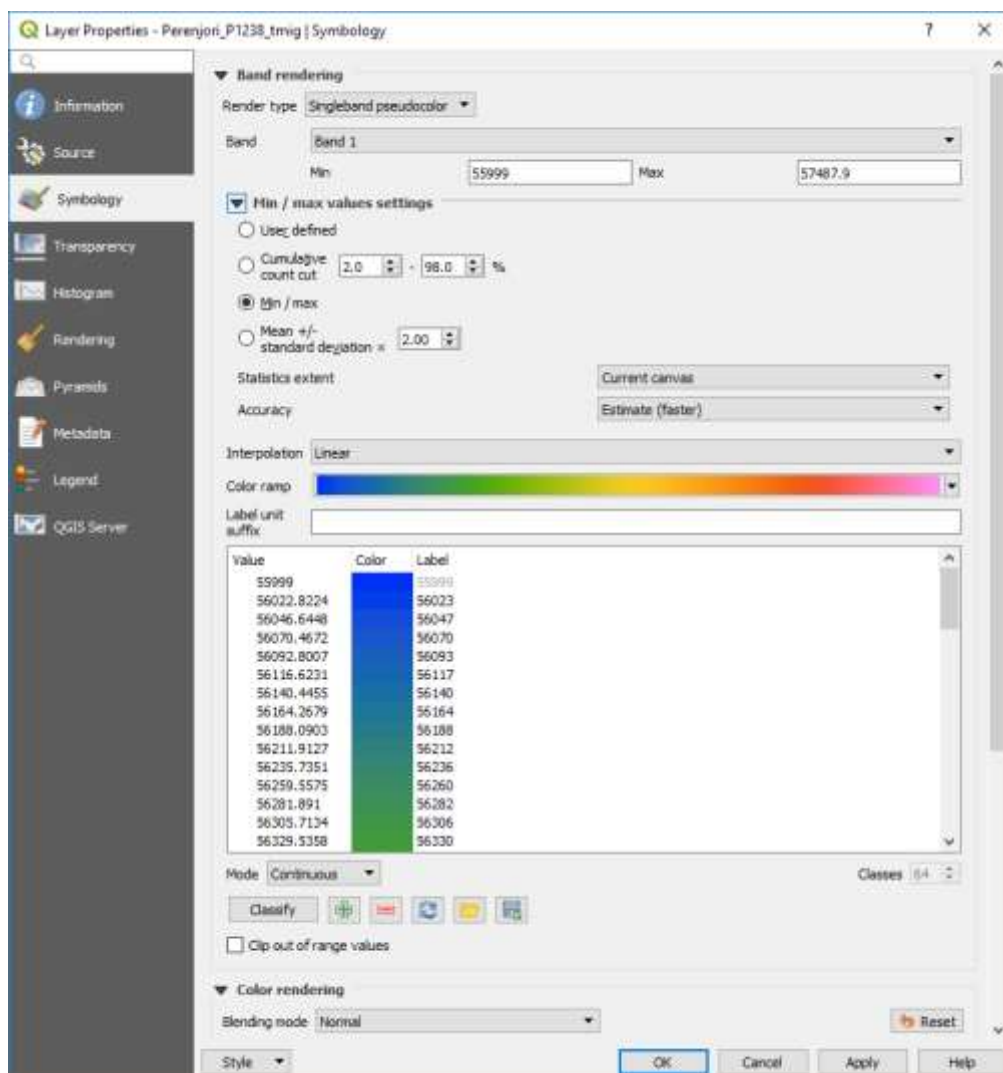 Layer Properties - Perenjori_P1238_tmig | Symbology
Information
Source
Symbology
Transparency
Histogram
Rendering
Pyramids
Metadata
Legend
QGIS Server
Band rendering
Render type Singleband pseudocolor
Band Band 1
Min 55999 Max 57487.9
Min / max values settings
User defined
Cumulative
count cut 2.0 - 98.0 %
Min / max
Mean +/-
standard deviation × 2.00
Statistics extent Current canvas
Accuracy Estimate (faster)
Interpolation Linear
Color ramp
Label unit
suffix
Value Color Label
55999 55999
56022.8224 56023
56046.6448 56047
56070.4672 56070
56092.8007 56093
56116.6231 56117
56140.4455 56140
56164.2679 56164
56188.0903 56188
56211.9127 56212
56235.7351 56236
56259.5575 56260
56281.891 56282
56305.7134 56306
56329.5358 56330
Mode Continuous Classes 64
Classify
Clip out of range values
Color rendering
Blending mode Normal Reset
Style OK Cancel Apply Help